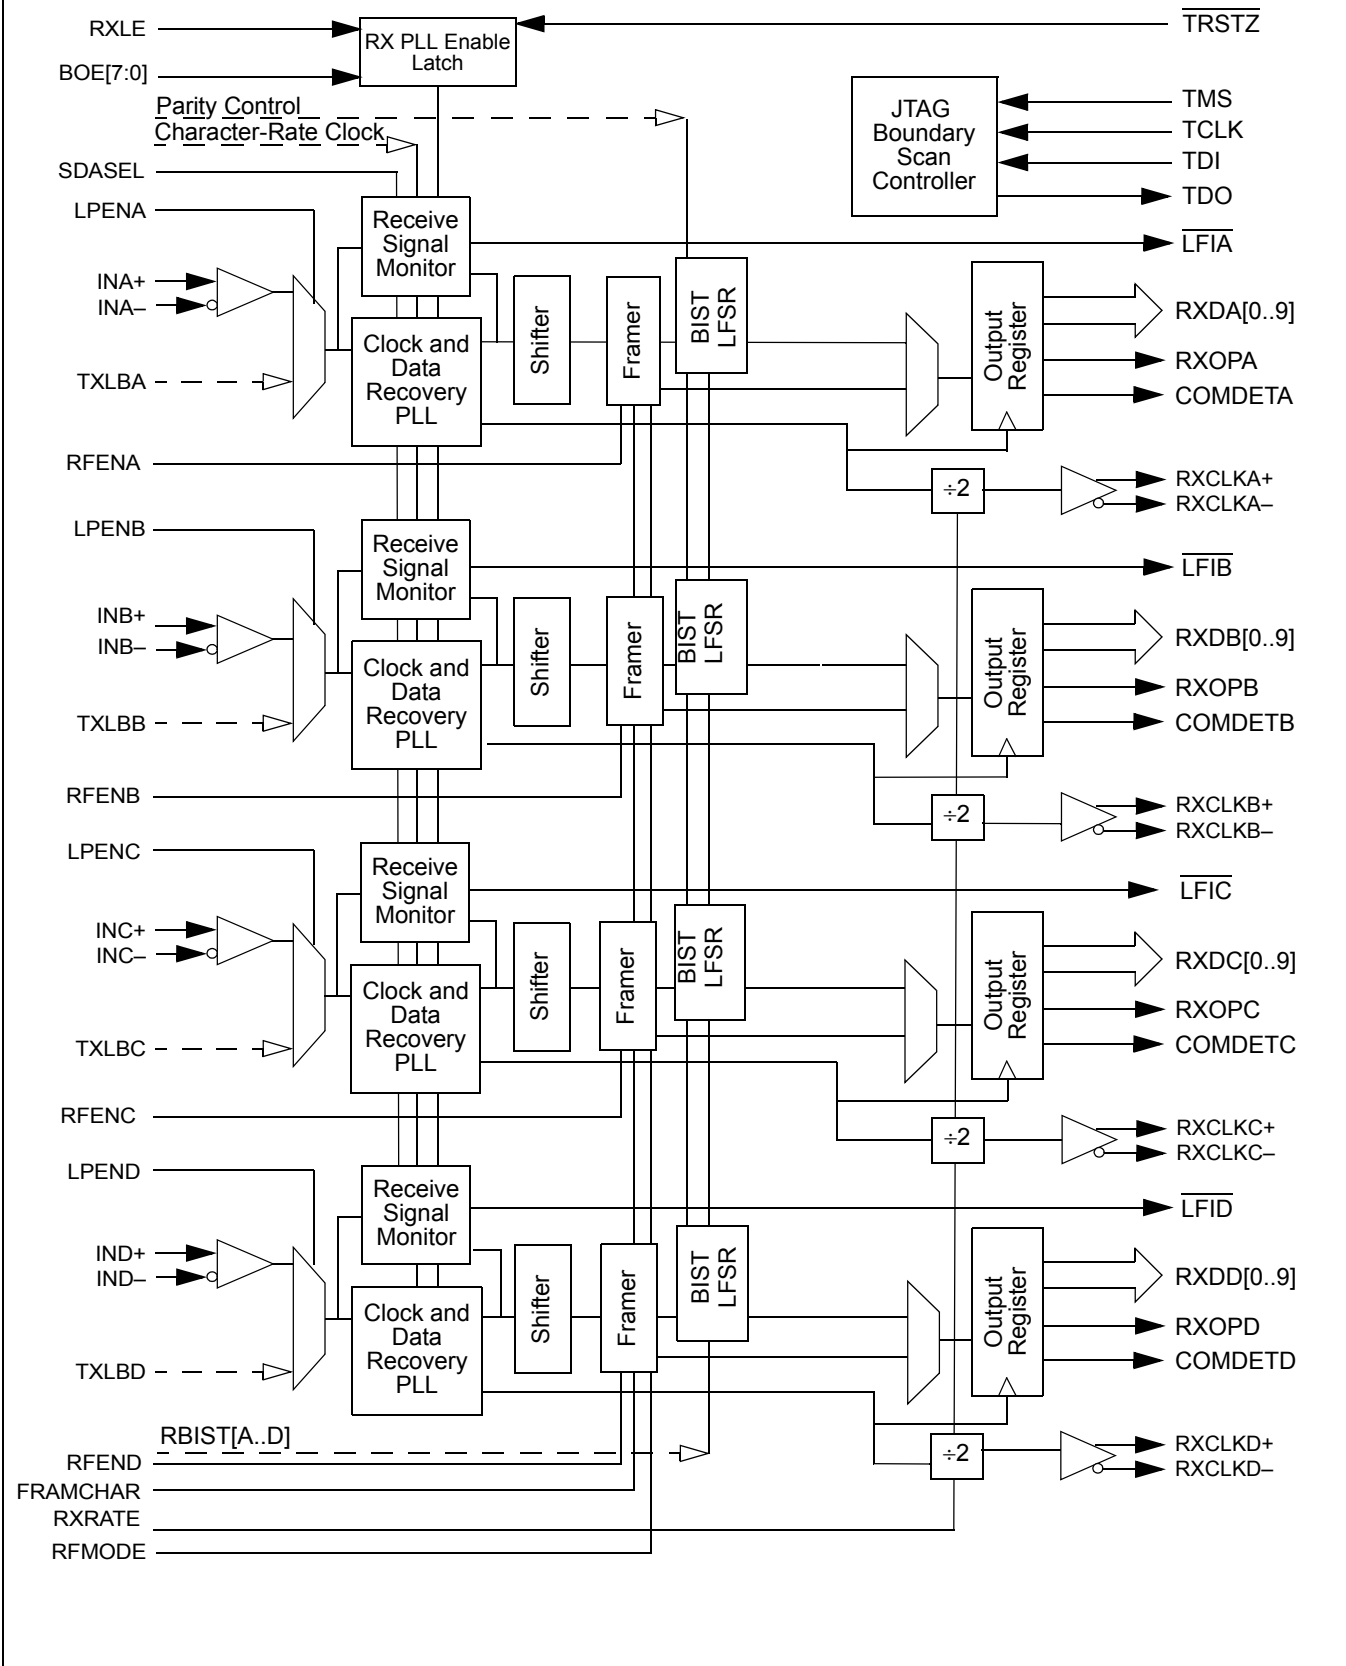 RXLE
RX PLL Enable
Latch
TRSTZ
BOE[7:0]
Parity Control
Character-Rate Clock
JTAG
Boundary
Scan
Controller
TMS
TCLK
TDI
TDO
SDASEL
LPENA
Receive
Signal
Monitor
LFIA
INA+
INA–
TXLBA
Clock and
Data
Recovery
PLL
Shifter
Framer
BIST
LFSR
Output
Register
RXDA[0..9]
RXOPA
COMDETA
RFENA
÷2
RXCLKA+
RXCLKA–
LPENB
Receive
Signal
Monitor
LFIB
INB+
INB–
TXLBB
Clock and
Data
Recovery
PLL
Shifter
Framer
BIST
LFSR
Output
Register
RXDB[0..9]
RXOPB
COMDETB
RFENB
÷2
RXCLKB+
RXCLKB–
LPENC
Receive
Signal
Monitor
LFIC
INC+
INC–
TXLBC
Clock and
Data
Recovery
PLL
Shifter
Framer
BIST
LFSR
Output
Register
RXDC[0..9]
RXOPC
COMDETC
RFENC
÷2
RXCLKC+
RXCLKC–
LPEND
Receive
Signal
Monitor
LFID
IND+
IND–
TXLBD
Clock and
Data
Recovery
PLL
Shifter
Framer
BIST
LFSR
Output
Register
RXDD[0..9]
RXOPD
COMDETD
RBIST[A..D]
÷2
RXCLKD+
RXCLKD–
RFEND
FRAMCHAR
RXRATE
RFMODE